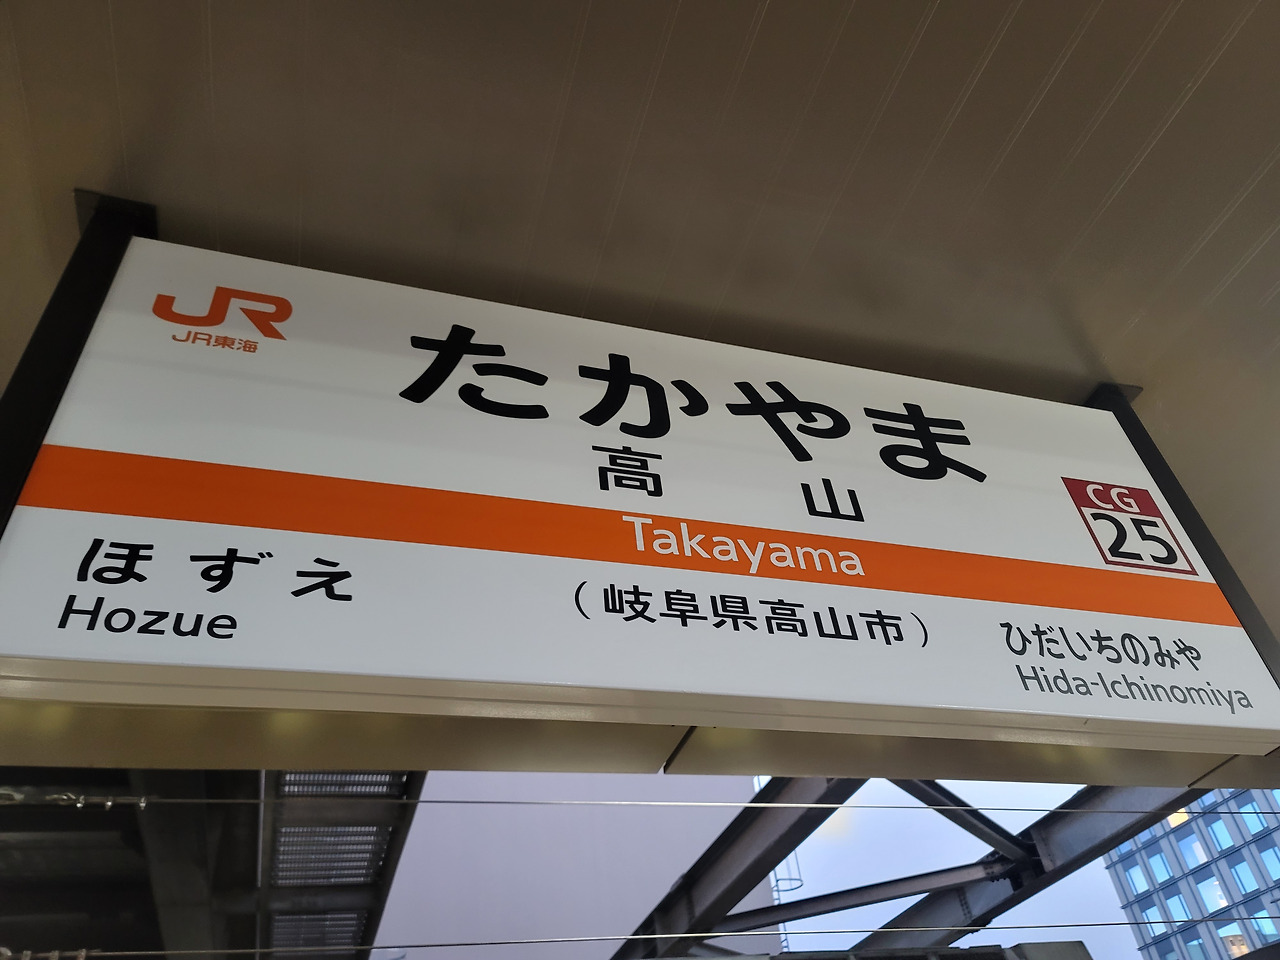 JR
JR東海
たかやま
高山
CG
25
Takayama
ほずえ
Hozue
(岐阜県高山市)
ひだいちのみや
Hida-Ichinomiya